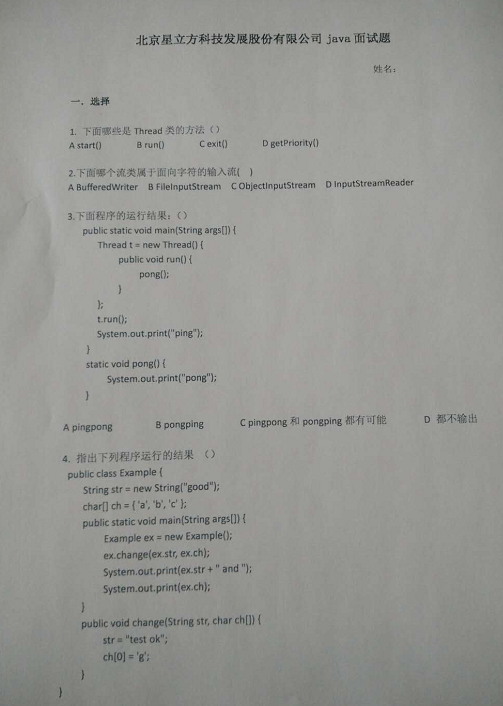 北京星立方科技发展股份有限公司 java 面试题
姓名：
一．选择
1. 下面哪些是 Thread 类的方法（）
A start() B run() C exit() D getPriority()
2.下面哪个流类属于面向字符的输入流( )
A BufferedWriter B FileInputStream C ObjectInputStream D InputStreamReader
3.下面程序的运行结果：（）
public static void main(String args[]) {
Thread t = new Thread() {
public void run() {
pong();
}
};
t.run();
System.out.print("ping");
}
static void pong() {
System.out.print("pong");
}
A pingpong B pongping C pingpong 和 pongping 都有可能 D 都不输出
4. 指出下列程序运行的结果 （）
public class Example {
String str = new String("good");
char[] ch = { 'a', 'b', 'c' };
public static void main(String args[]) {
Example ex = new Example();
ex.change(ex.str, ex.ch);
System.out.print(ex.str + " and ");
System.out.print(ex.ch);
}
public void change(String str, char ch[]) {
str = "test ok";
ch[0] = 'g';
}
}